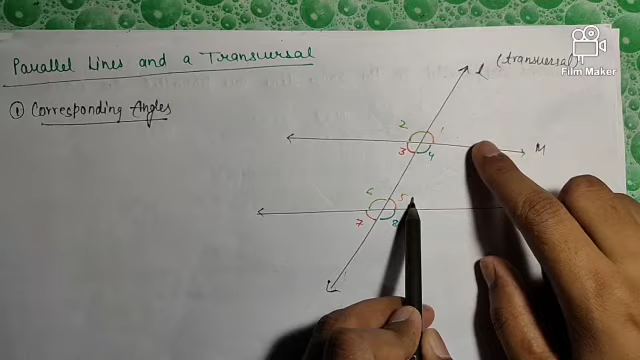 Parallel Lines and a Transversal
① Corresponding Angles
l (transversal)
Film Maker
2 1
3 4
M
6 5
7 8